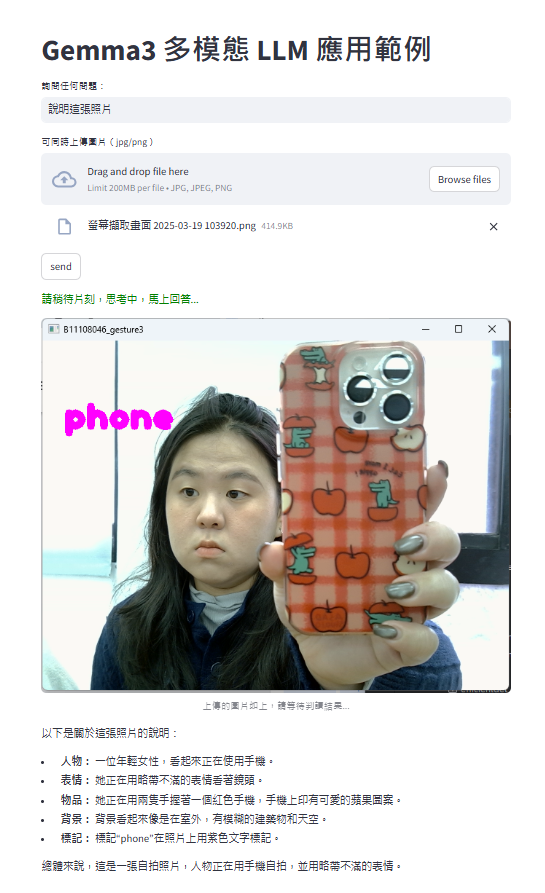 Gemma3 多模態 LLM 應用範例
詢問任何問題：
說明這張照片
可同時上傳圖片（jpg/png）
Drag and drop file here
Limit 200MB per file • JPG, JPEG, PNG
Browse files
螢幕擷取畫面 2025-03-19 103920.png 414.9KB
send
請稍待片刻，思考中，馬上回答...
B11108046_gesture3
phone
上傳的圖片如上，請等待判讀結果...
以下是關於這張照片的說明：
• 人物： 一位年輕女性，看起來正在使用手機。
• 表情： 她正在用略帶不滿的表情看著鏡頭。
• 物品： 她正在用兩隻手握著一個紅色手機，手機上印有可愛的蘋果圖案。
• 背景： 背景看起來像是在室外，有模糊的建築物和天空。
• 標記： 標記“phone”在照片上用紫色文字標記。
總體來說，這是一張自拍照片，人物正在用手機自拍，並用略帶不滿的表情。